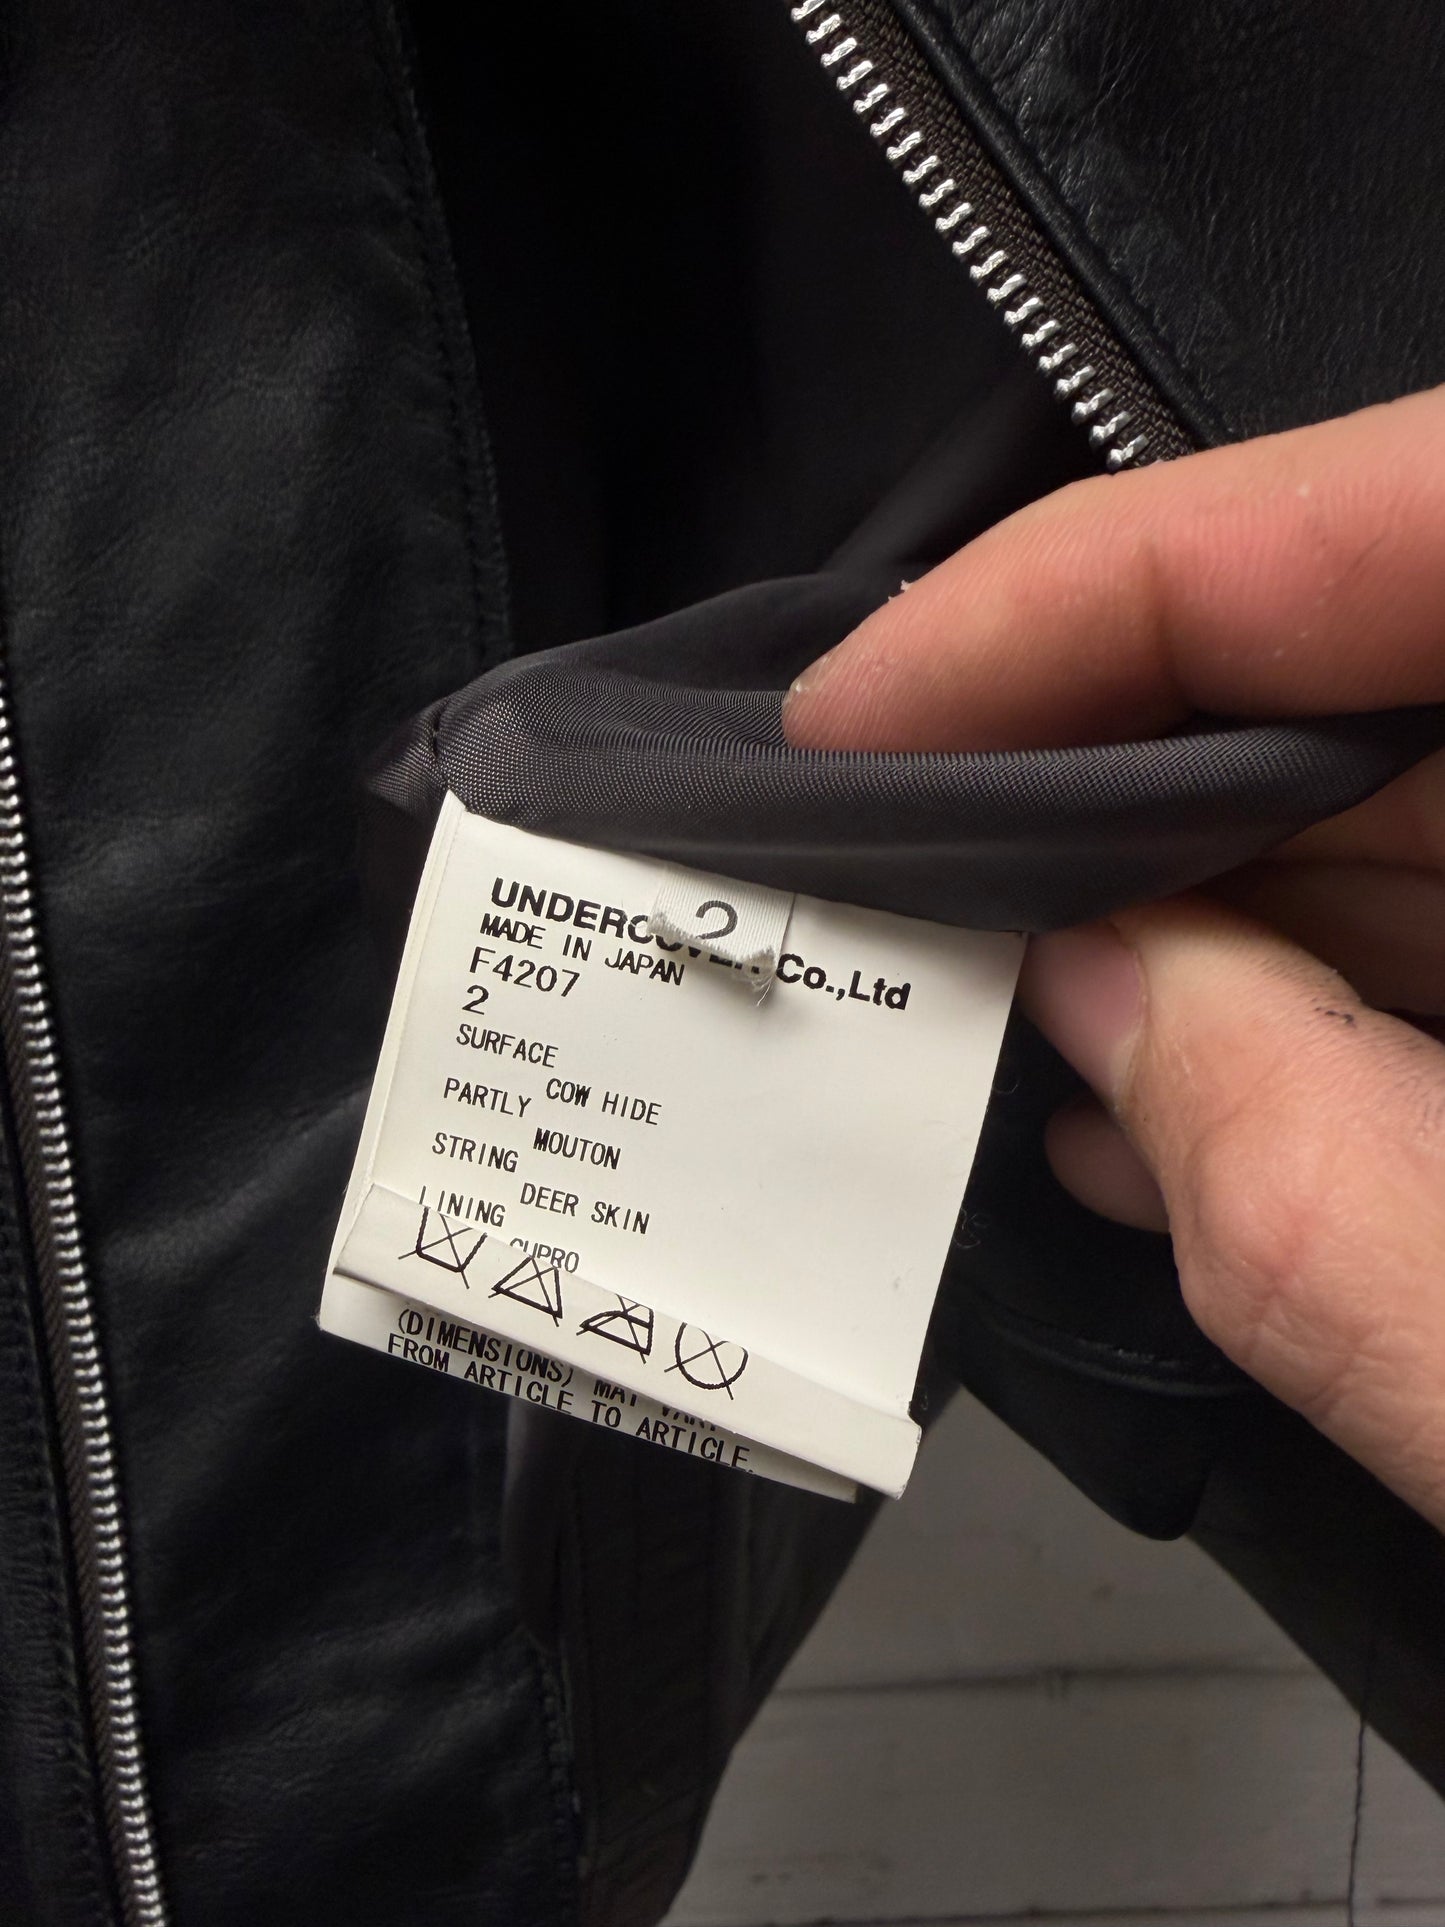 2
UNDERCOVER Co.,Ltd
MADE IN JAPAN
F4207
2
SURFACE
COW HIDE
PARTLY
MOUTON
STRING
DEER SKIN
LINING
CUPRO
(DIMENSIONS) MAY VARY
FROM ARTICLE TO ARTICLE.